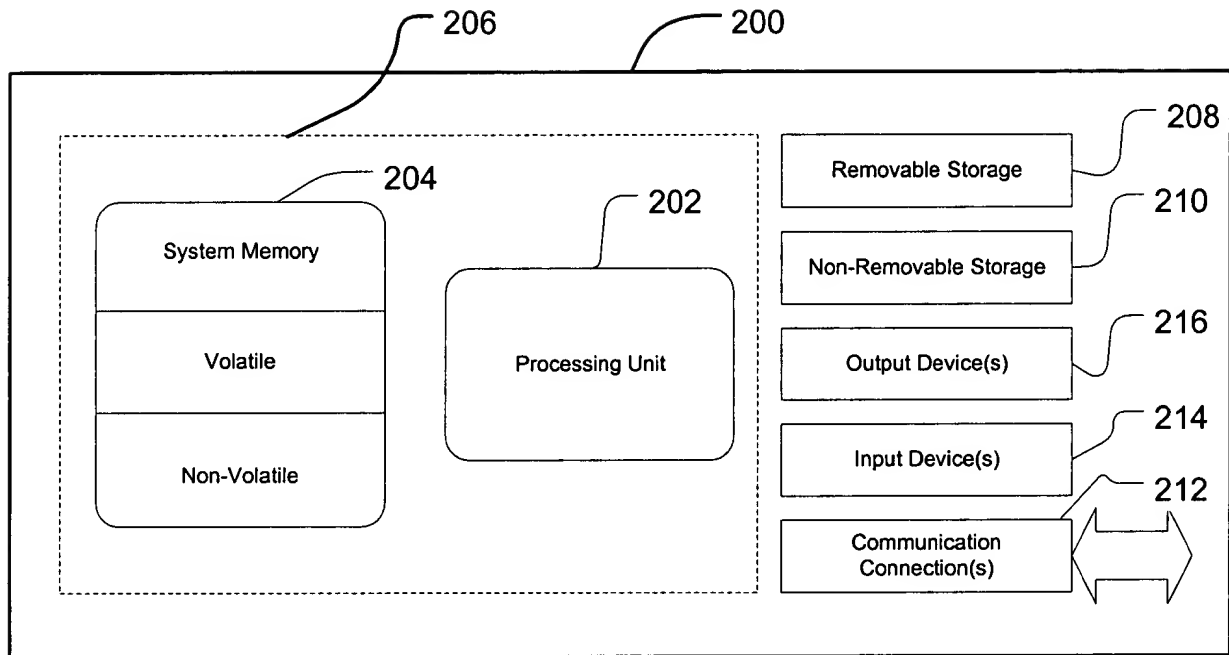 206
200
208
Removable Storage
204
202
210
System Memory
Non-Removable Storage
216
Volatile
Processing Unit
Output Device(s)
214
Non-Volatile
Input Device(s)
212
Communication
Connection(s)